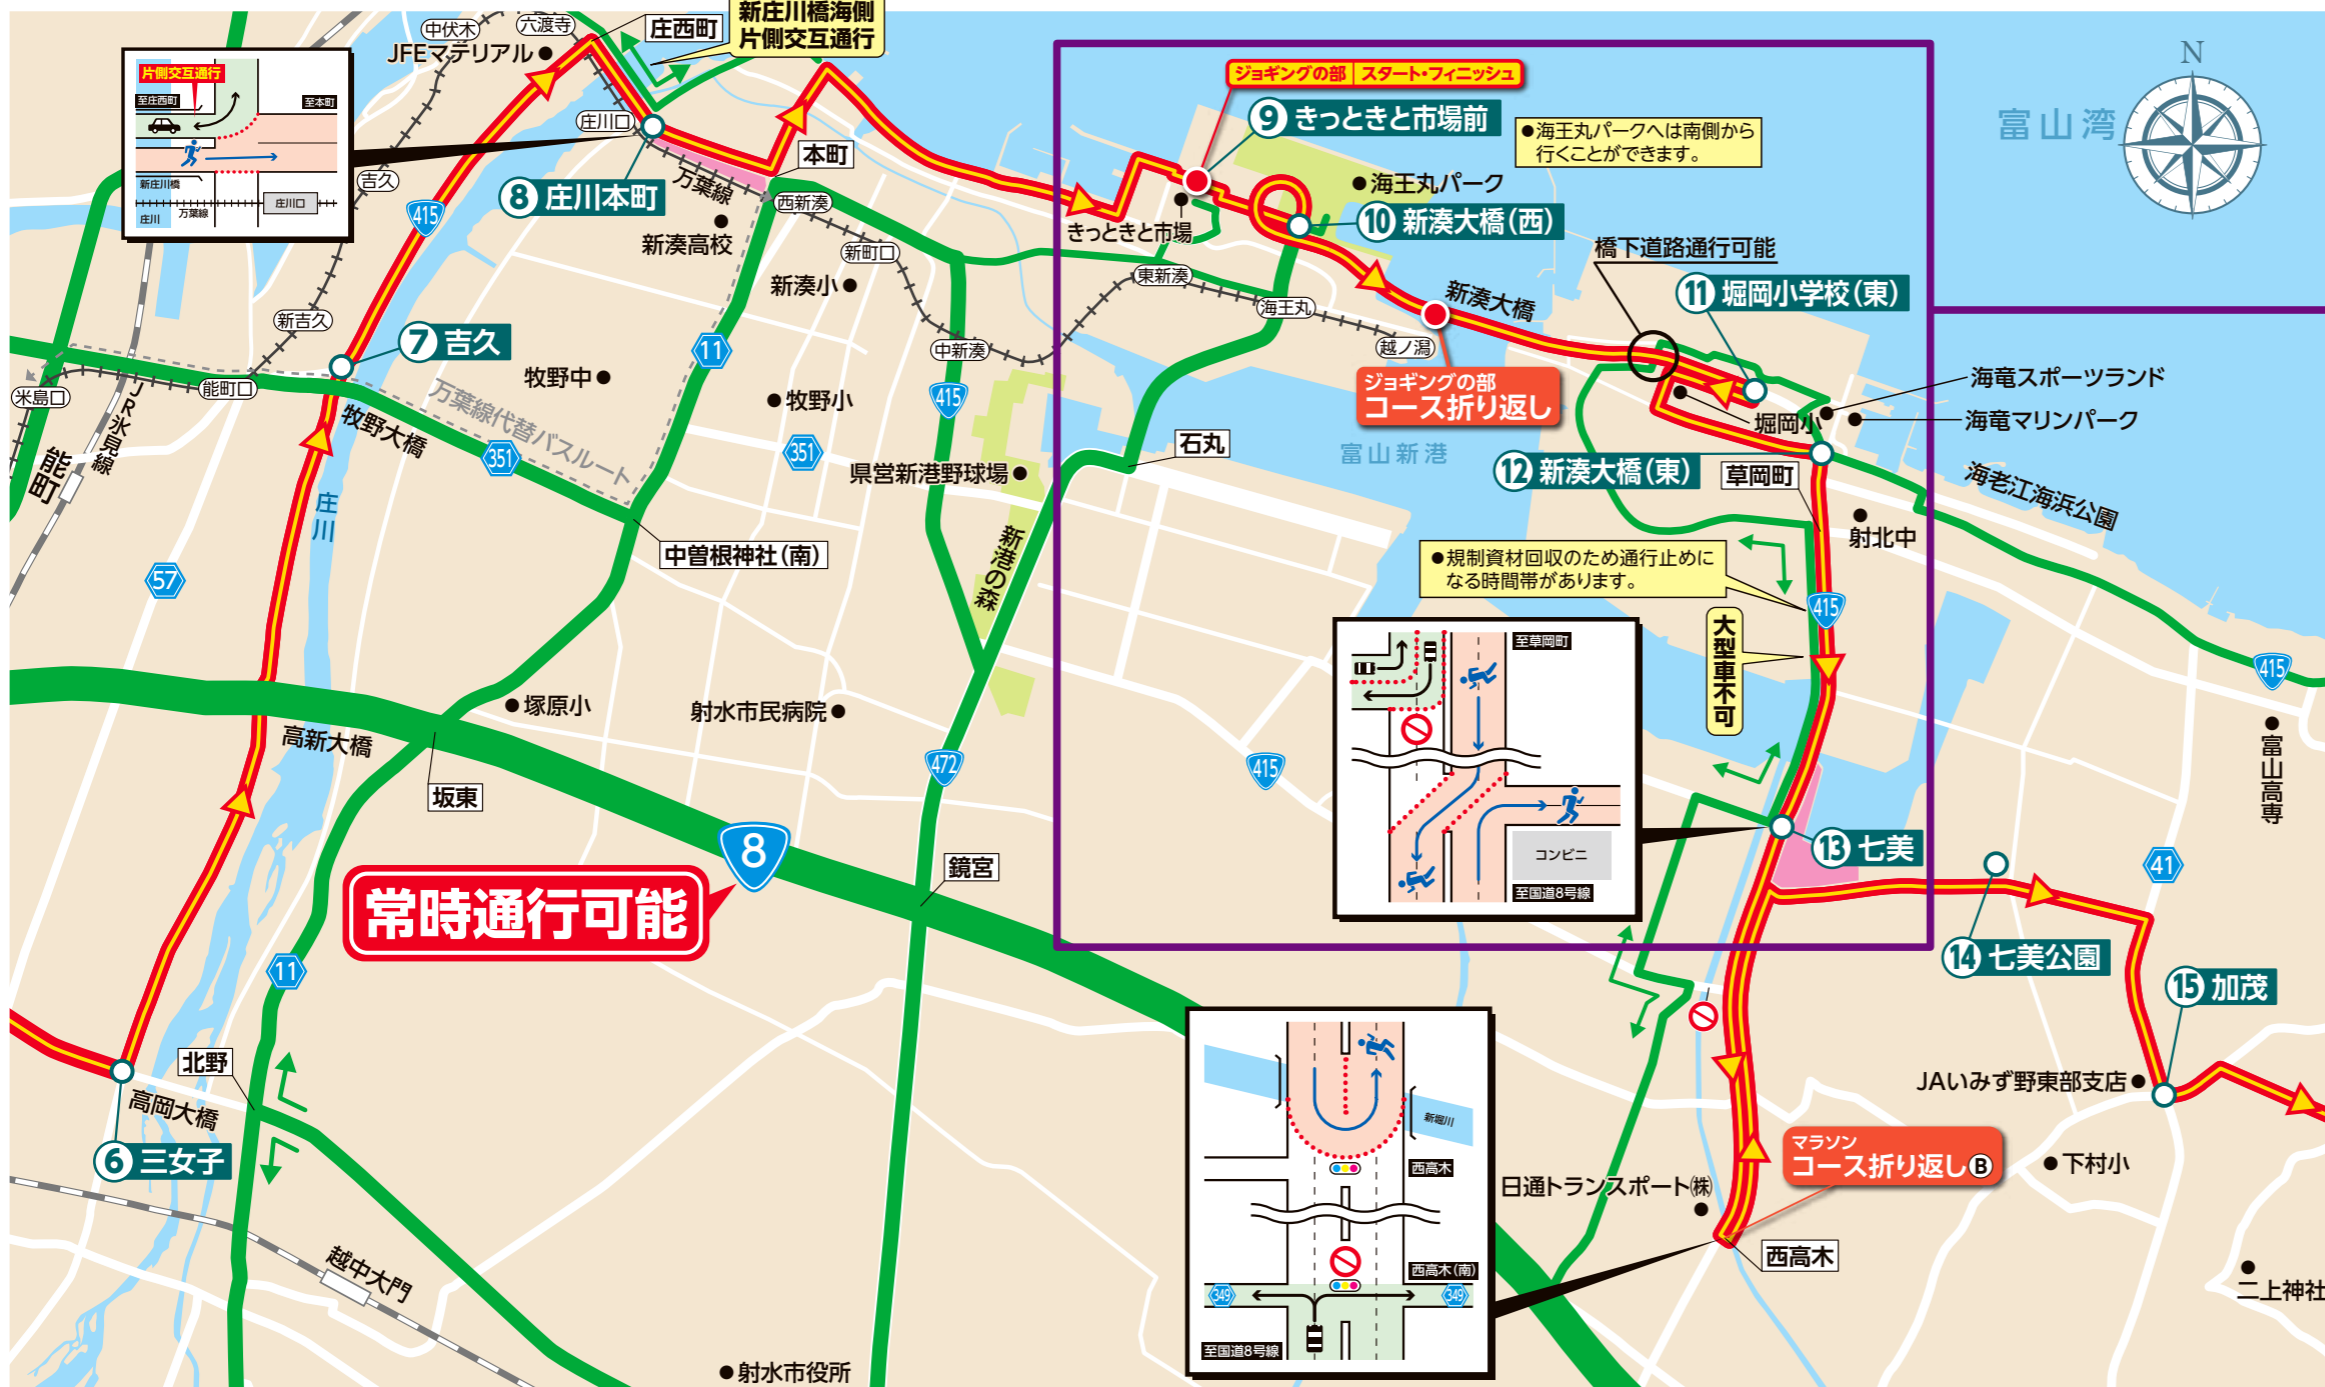 新庄川橋海側
片側交互通行
中伏木
六渡寺
庄西町
JFEマテリアル
片側交互通行
至庄西町
至本町
新庄川橋
庄川
万葉線
庄川口
吉久
庄川口
415
⑧ 庄川本町
万葉線
本町
西新湊
新湊高校
新町口
新湊小
新吉久
⑦ 吉久
11
中新湊
415
牧野中
牧野小
米島口
能町口
JR氷見線
能町
牧野大橋
351
万葉線代替バスルート
351
県営新港野球場
新港の森
庄川
57
中曽根神社(南)
塚原小
射水市民病院
高新大橋
坂東
472
8
常時通行可能
鏡宮
11
北野
高岡大橋
⑥ 三女子
越中大門
射水市役所
ジョギングの部 スタート・フィニッシュ
⑨ きっときと市場前
●海王丸パークへは南側から
行くことができます。
海王丸パーク
きっときと市場
⑩ 新湊大橋(西)
東新湊
海王丸
越ノ潟
新湊大橋
橋下道路通行可能
⑪ 堀岡小学校(東)
ジョギングの部
コース折り返し
富山新港
石丸
堀岡小
海竜スポーツランド
海竜マリンパーク
⑫ 新湊大橋(東)
草岡町
海老江海浜公園
射北中
●規制資材回収のため通行止めに
なる時間帯があります。
415
大型車不可
415
415
富山高専
至草岡町
コンビニ
至国道8号線
⑬ 七美
41
⑭ 七美公園
⑮ 加茂
JAいみず野東部支店
マラソン
コース折り返しⒷ
下村小
日通トランスポート㈱
西高木
二上神社
新堀川
西高木
西高木(南)
349
349
至国道8号線
富山湾
N